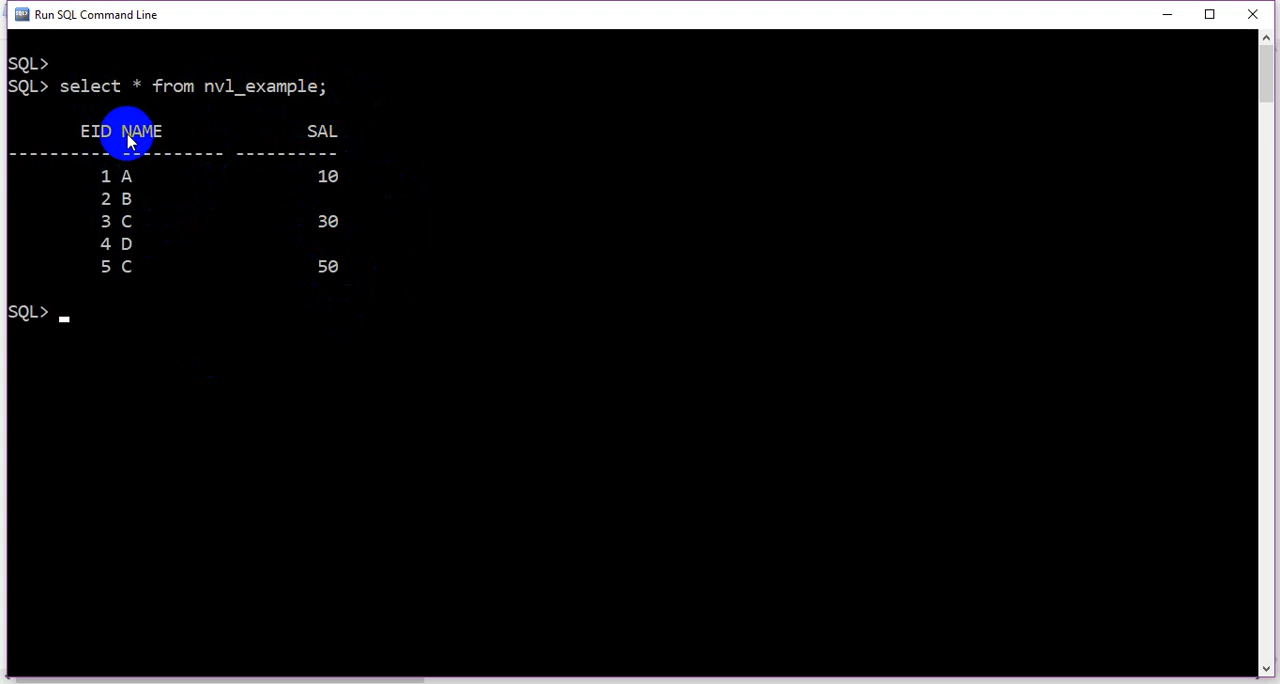 Run SQL Command Line
SQL>
SQL> select * from nvl_example;
EID NAME SAL
---------- ---------- ----------
1 A 10
2 B
3 C 30
4 D
5 C 50
SQL>